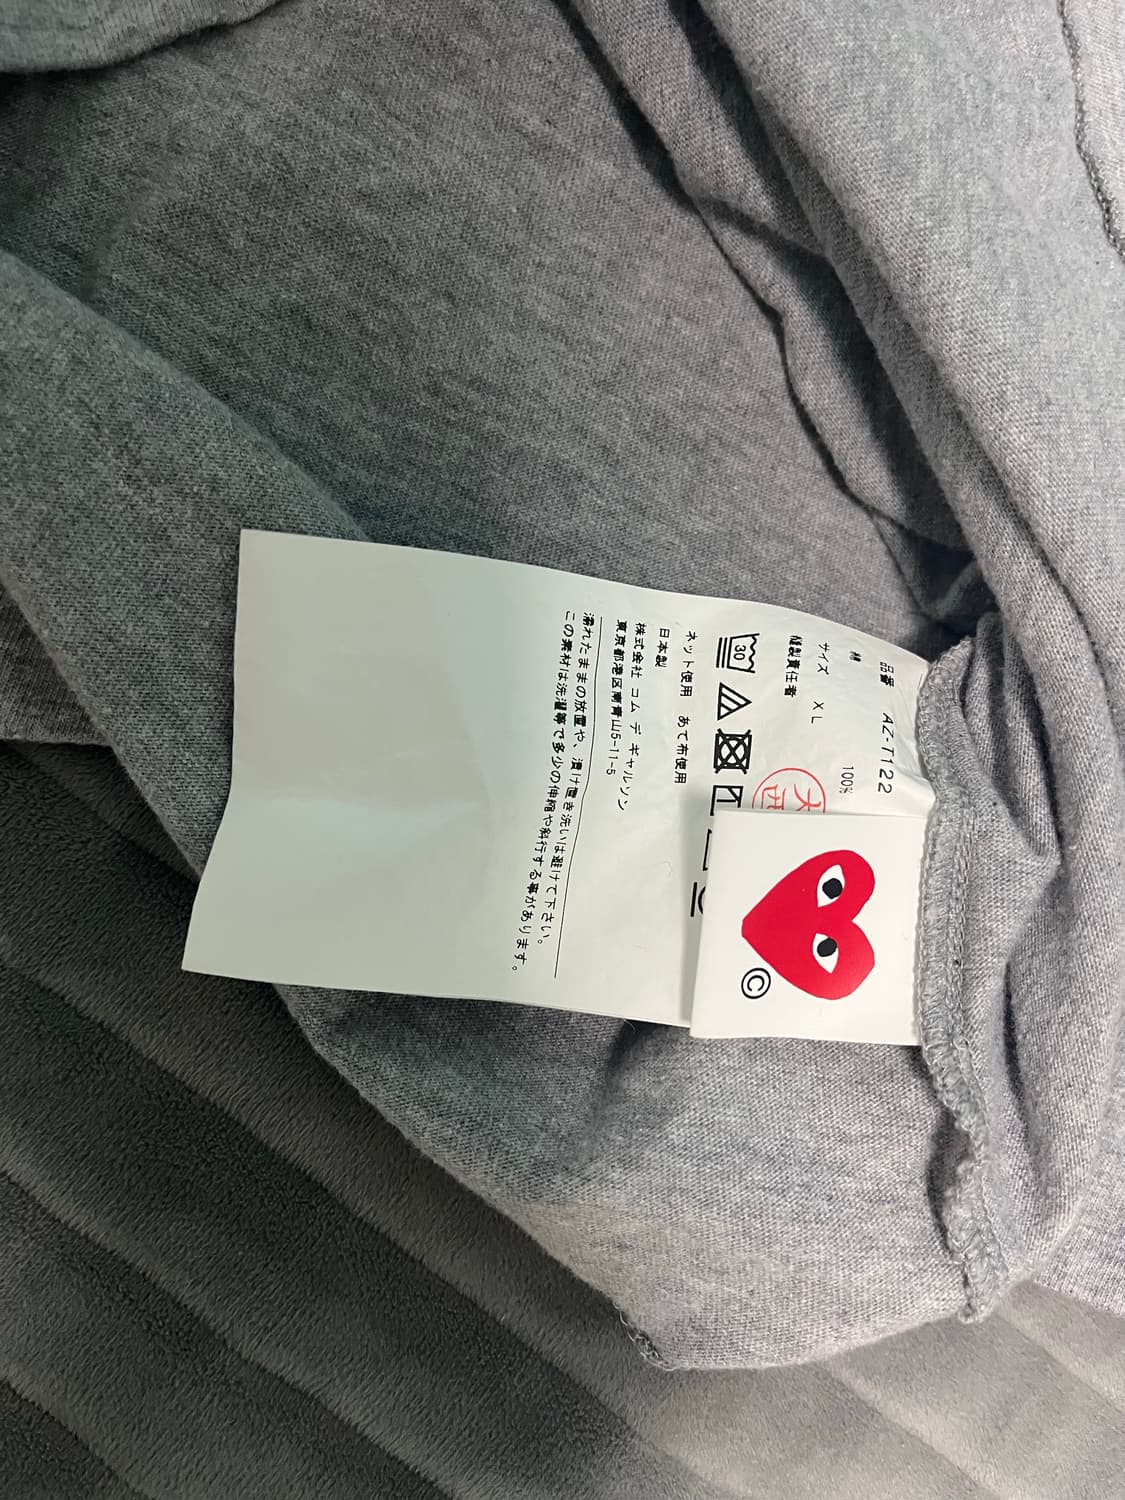 品番 AZ-T122
綿 100%
サイズ XL
縫製責任者
大
30
ネット使用 あて布使用
日本製
株式会社 コム デ ギャルソン
東京都港区南青山5-11-5
濡れたままの放置や、漬け置き洗いは避けて下さい。
この素材は洗濯等で多少の伸縮や斜行する事があります。
©